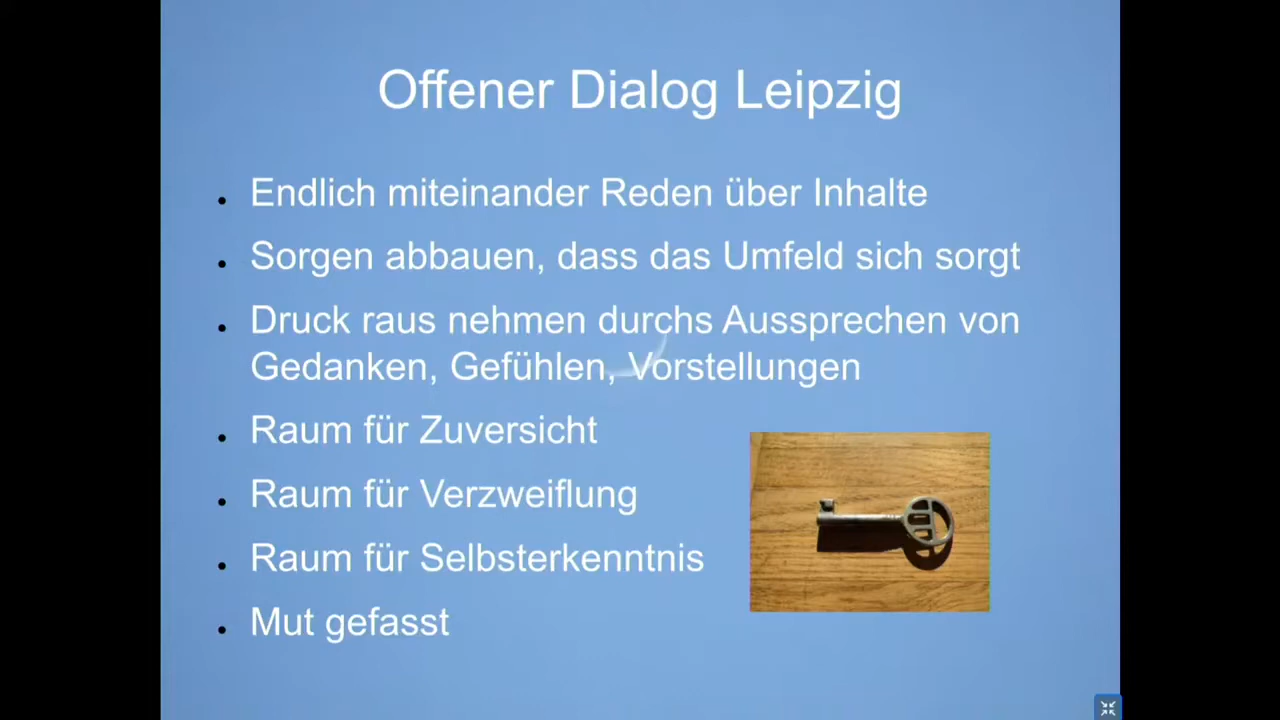 Offener Dialog Leipzig
Endlich miteinander Reden über Inhalte
Sorgen abbauen, dass das Umfeld sich sorgt
Druck raus nehmen durchs Aussprechen von
Gedanken, Gefühlen, Vorstellungen
Raum für Zuversicht
Raum für Verzweiflung
Raum für Selbsterkenntnis
Mut gefasst